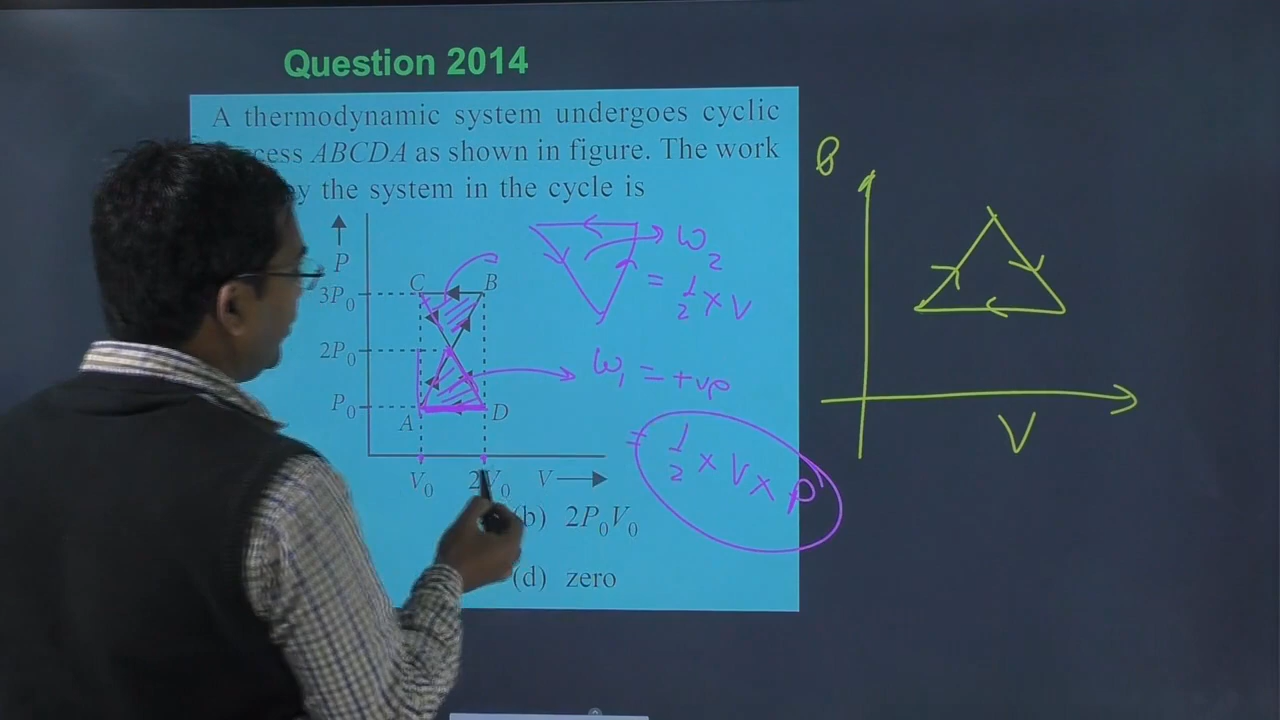 Question 2014
A thermodynamic system undergoes cyclic
cess ABCDA as shown in figure. The work
by the system in the cycle is
P
3P₀
2P₀
P₀
C
B
A
D
V₀
2V₀
V
(b) 2P₀V₀
(d) zero
W₂
= 1/2 × V
W₁ = +ve
= 1/2 × V × P
P
V